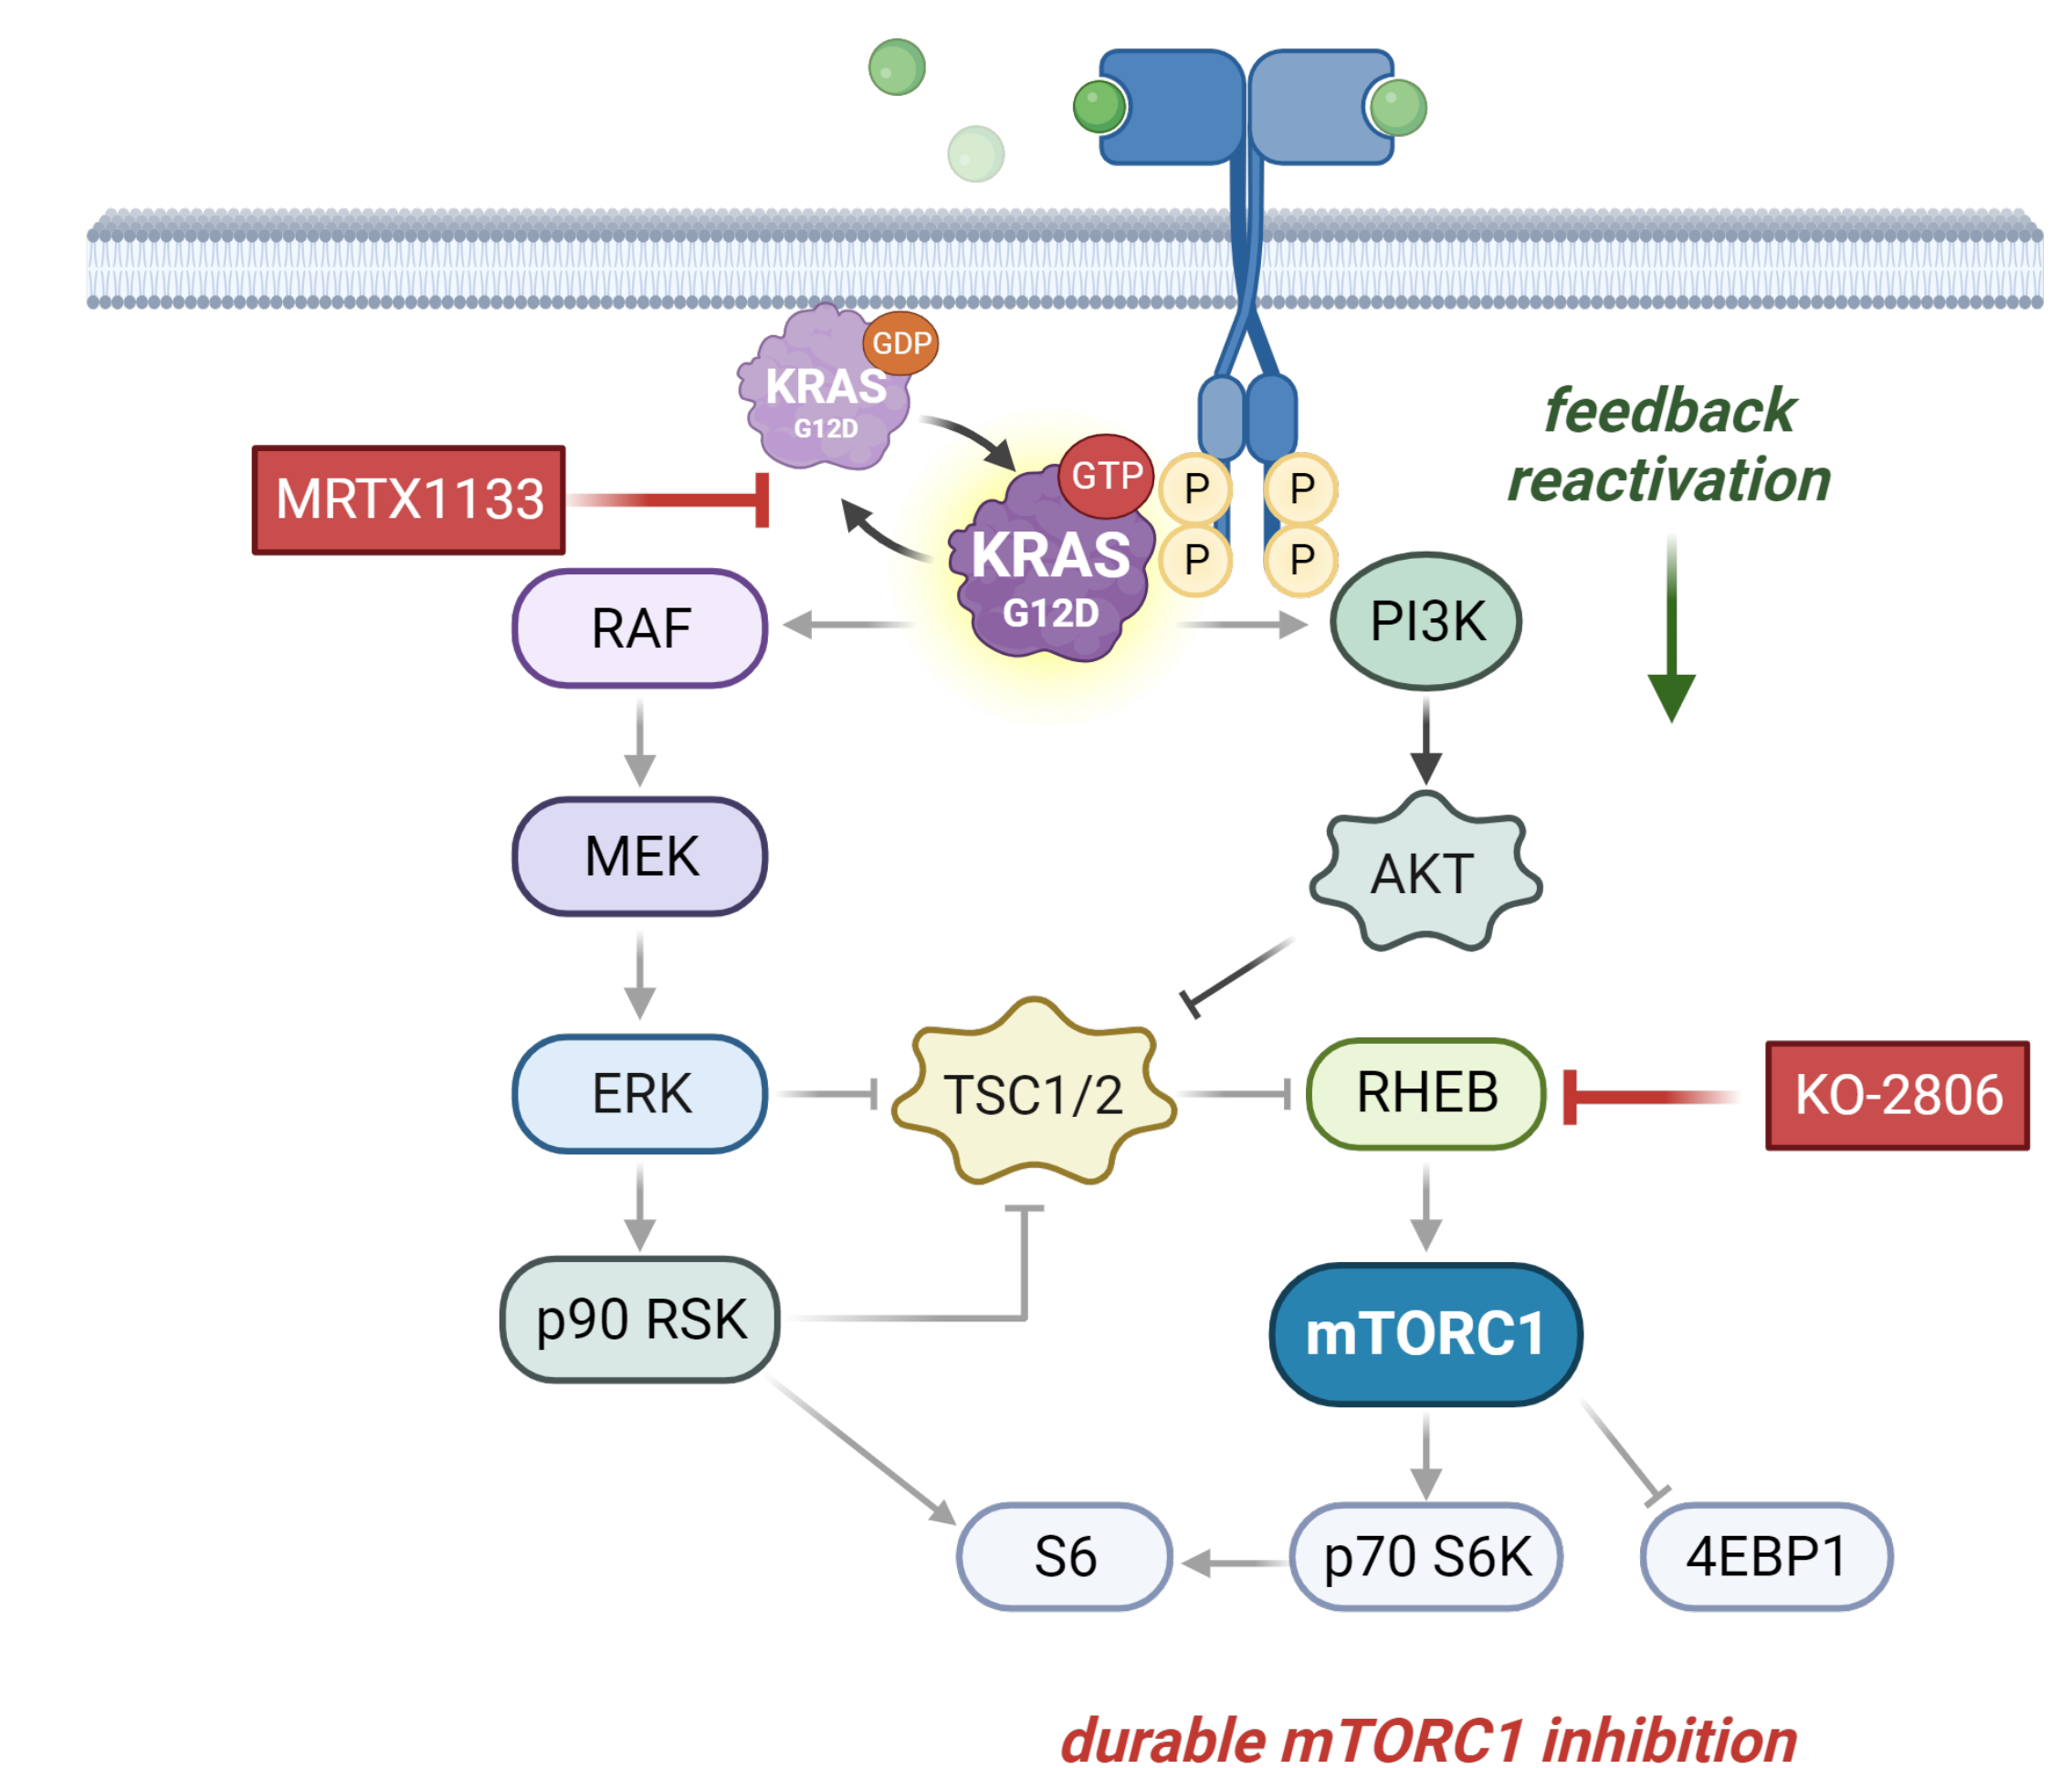 GDP
KRAS
G12D
feedback
reactivation
MRTX1133
GTP
KRAS
G12D
P
P
P
P
RAF
PI3K
MEK
AKT
ERK
TSC1/2
RHEB
KO-2806
p90 RSK
mTORC1
S6
p70 S6K
4EBP1
durable mTORC1 inhibition